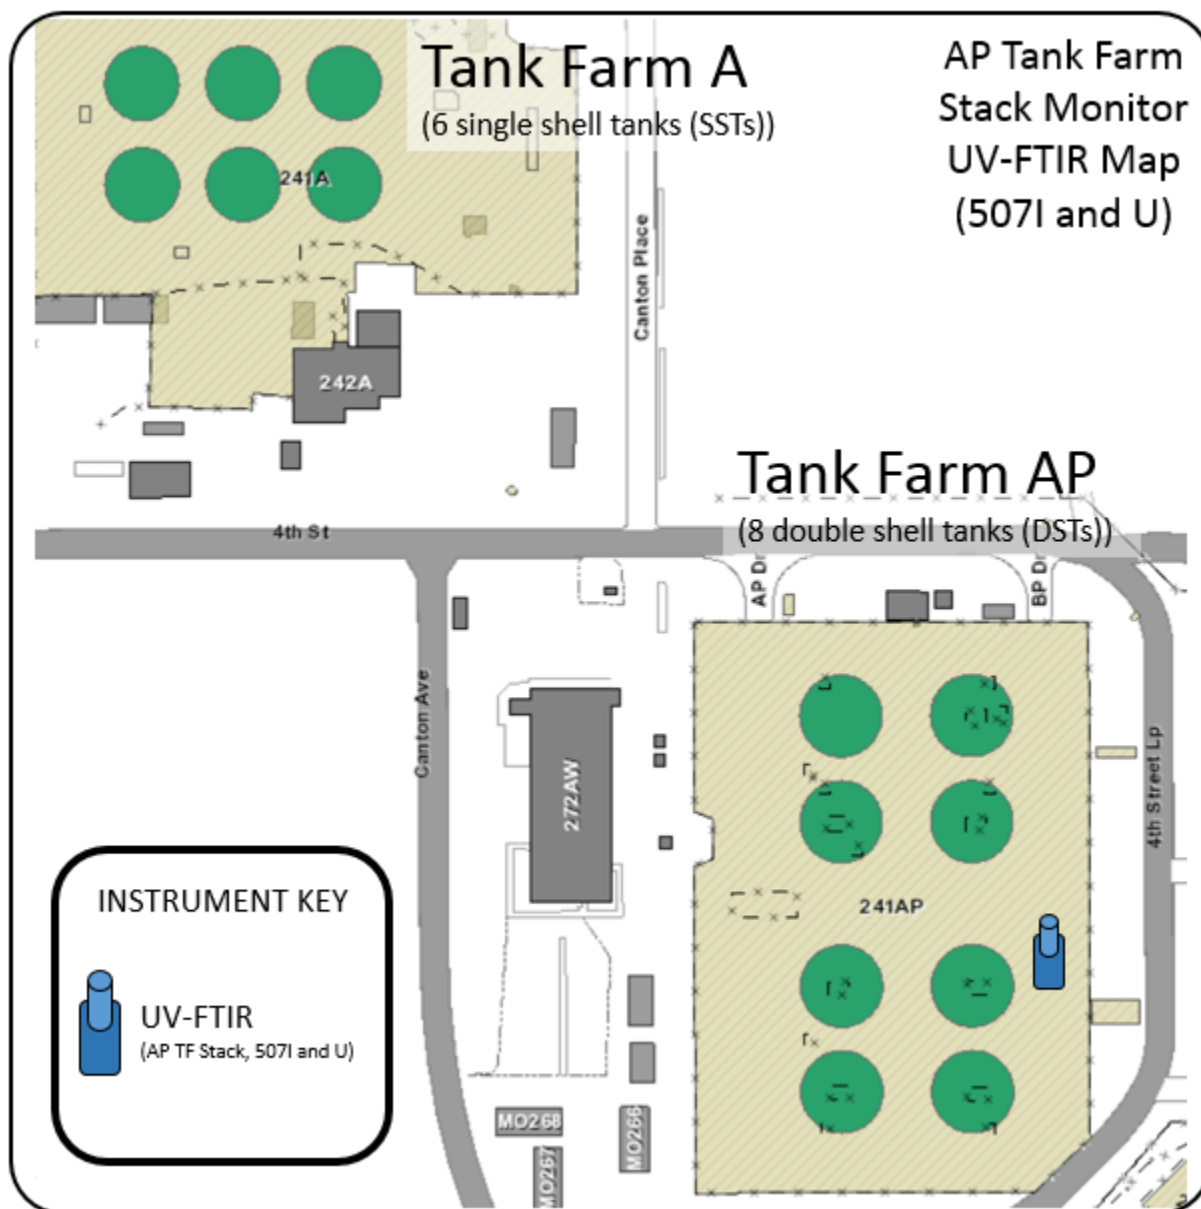 Tank Farm A
(6 single shell tanks (SSTs))
AP Tank Farm
Stack Monitor
UV-FTIR Map
(507I and U)
241A
Canton Place
242A
Tank Farm AP
(8 double shell tanks (DSTs))
4th St
AP Dr
BP Dr
Canton Ave
272AW
4th Street Lp
241AP
INSTRUMENT KEY
UV-FTIR
(AP TF Stack, 507I and U)
MO268
MO266
MO267